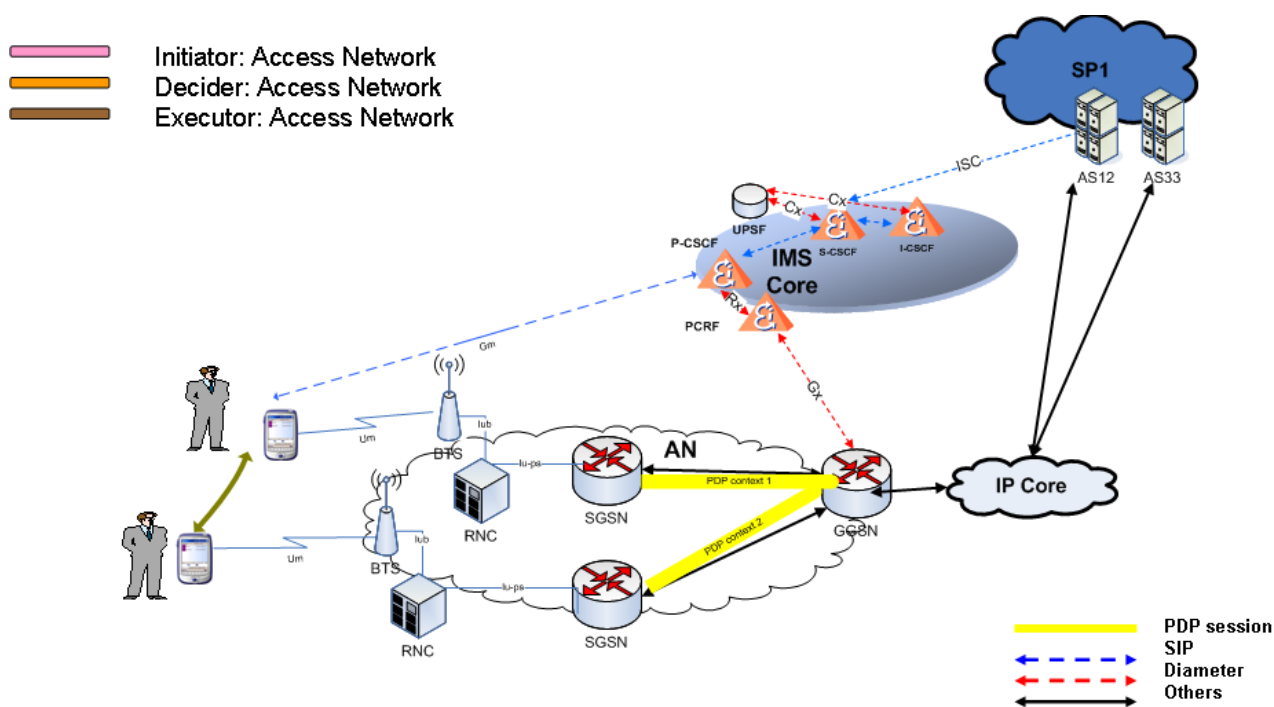 Initiator: Access Network
Decider: Access Network
Executor: Access Network
SP1
AS12
AS33
ISC
Cx
Cx
UPSF
P-CSCF
S-CSCF
I-CSCF
IMS
Core
Rx
PCRF
Gm
Gx
Um
Iub
BTS
AN
Iu-ps
PDP context 1
SGSN
RNC
GGSN
IP Core
PDP context 2
Um
Iub
BTS
Iu-ps
SGSN
RNC
PDP session
SIP
Diameter
Others